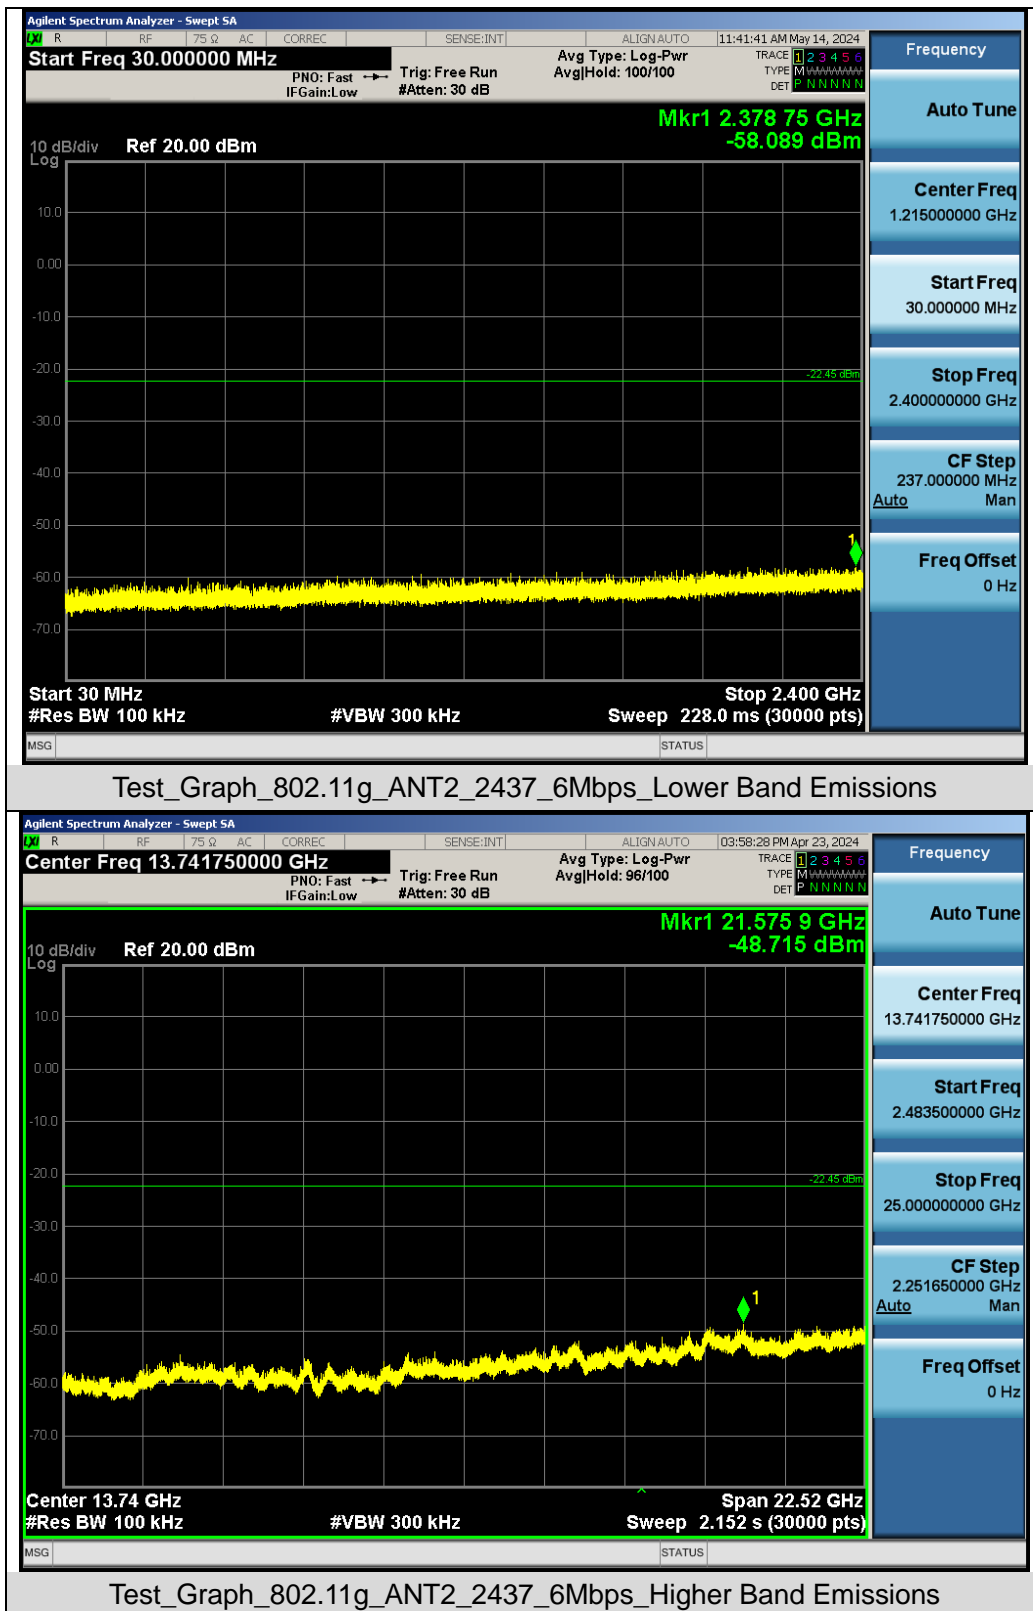 Agilent Spectrum Analyzer - Swept SA
LXI R RF 75 Ω AC CORREC SENSE:INT ALIGN AUTO 11:41:41 AM May 14, 2024
Start Freq 30.000000 MHz
PNO: Fast Trig: Free Run
IFGain:Low #Atten: 30 dB
Avg Type: Log-Pwr
Avg|Hold: 100/100
TRACE 1 2 3 4 5 6
TYPE M
DET P N N N N N
Mkr1 2.378 75 GHz
-58.089 dBm
10 dB/div Ref 20.00 dBm
Log
10.0
0.00
-10.0
-20.0
-22.45 dBm
-30.0
-40.0
-50.0
1
-60.0
-70.0
Start 30 MHz Stop 2.400 GHz
#Res BW 100 kHz #VBW 300 kHz Sweep 228.0 ms (30000 pts)
MSG STATUS
Frequency
Auto Tune
Center Freq
1.215000000 GHz
Start Freq
30.000000 MHz
Stop Freq
2.400000000 GHz
CF Step
237.000000 MHz
Auto Man
Freq Offset
0 Hz
Test_Graph_802.11g_ANT2_2437_6Mbps_Lower Band Emissions
Agilent Spectrum Analyzer - Swept SA
LXI R RF 75 Ω AC CORREC SENSE:INT ALIGN AUTO 03:58:28 PM Apr 23, 2024
Center Freq 13.741750000 GHz
PNO: Fast Trig: Free Run
IFGain:Low #Atten: 30 dB
Avg Type: Log-Pwr
Avg|Hold: 96/100
TRACE 1 2 3 4 5 6
TYPE M
DET P N N N N N
Mkr1 21.575 9 GHz
-48.715 dBm
10 dB/div Ref 20.00 dBm
Log
10.0
0.00
-10.0
-20.0
-22.45 dBm
-30.0
-40.0
1
-50.0
-60.0
-70.0
Center 13.74 GHz Span 22.52 GHz
#Res BW 100 kHz #VBW 300 kHz Sweep 2.152 s (30000 pts)
MSG STATUS
Frequency
Auto Tune
Center Freq
13.741750000 GHz
Start Freq
2.483500000 GHz
Stop Freq
25.000000000 GHz
CF Step
2.251650000 GHz
Auto Man
Freq Offset
0 Hz
Test_Graph_802.11g_ANT2_2437_6Mbps_Higher Band Emissions